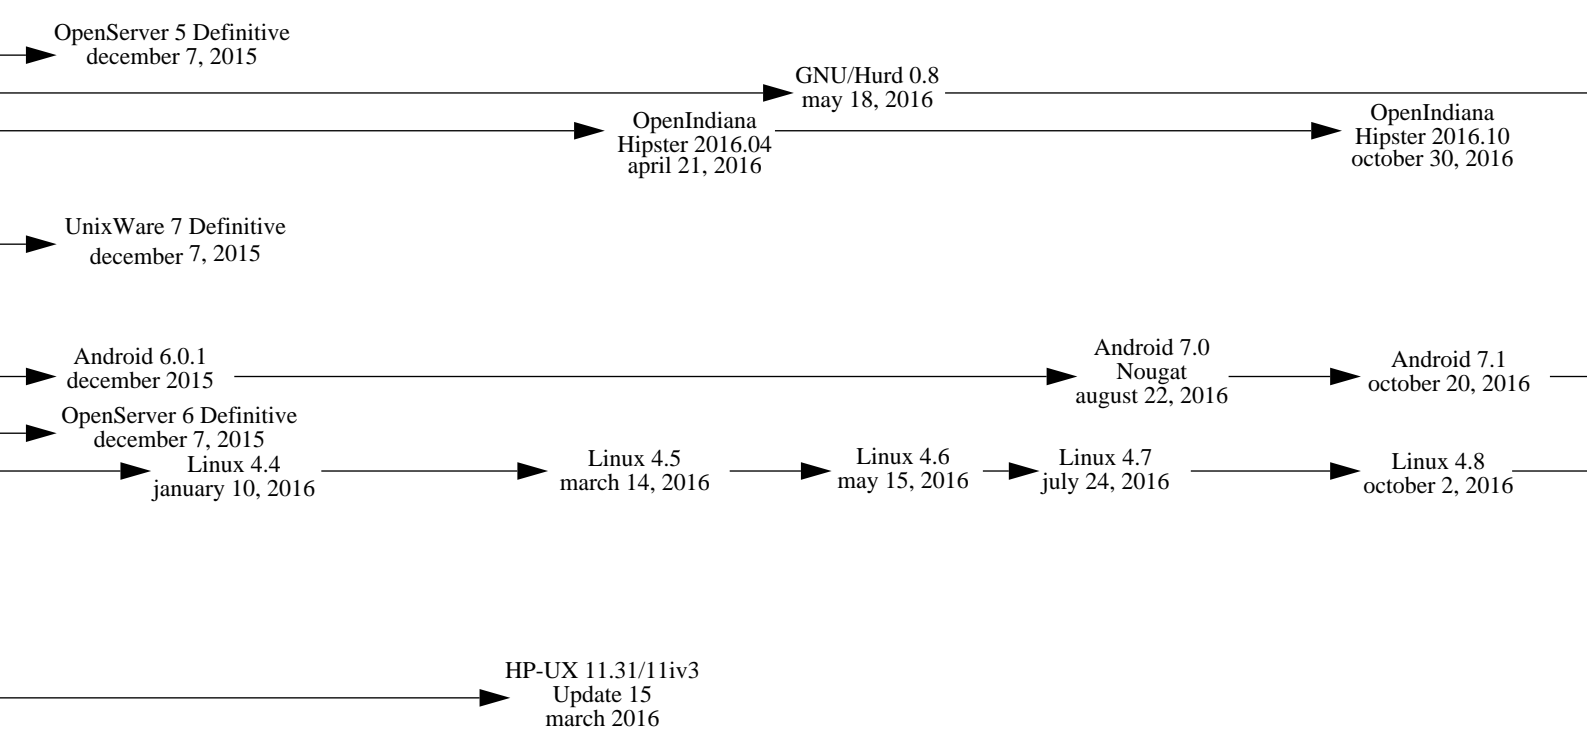 OpenServer 5 Definitive
december 7, 2015
GNU/Hurd 0.8
may 18, 2016
OpenIndiana
Hipster 2016.04
april 21, 2016
OpenIndiana
Hipster 2016.10
october 30, 2016
UnixWare 7 Definitive
december 7, 2015
Android 6.0.1
december 2015
Android 7.0
Nougat
august 22, 2016
Android 7.1
october 20, 2016
OpenServer 6 Definitive
december 7, 2015
Linux 4.4
january 10, 2016
Linux 4.5
march 14, 2016
Linux 4.6
may 15, 2016
Linux 4.7
july 24, 2016
Linux 4.8
october 2, 2016
HP-UX 11.31/11iv3
Update 15
march 2016